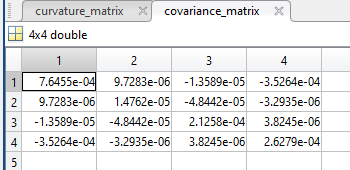 curvature_matrix × covariance_matrix ×
4x4 double
1 2 3 4
1 7.6455e-04 9.7283e-06 -1.3589e-05 -3.5264e-04
2 9.7283e-06 1.4762e-05 -4.8442e-05 -3.2935e-06
3 -1.3589e-05 -4.8442e-05 2.1258e-04 3.8245e-06
4 -3.5264e-04 -3.2935e-06 3.8245e-06 2.6279e-04
5